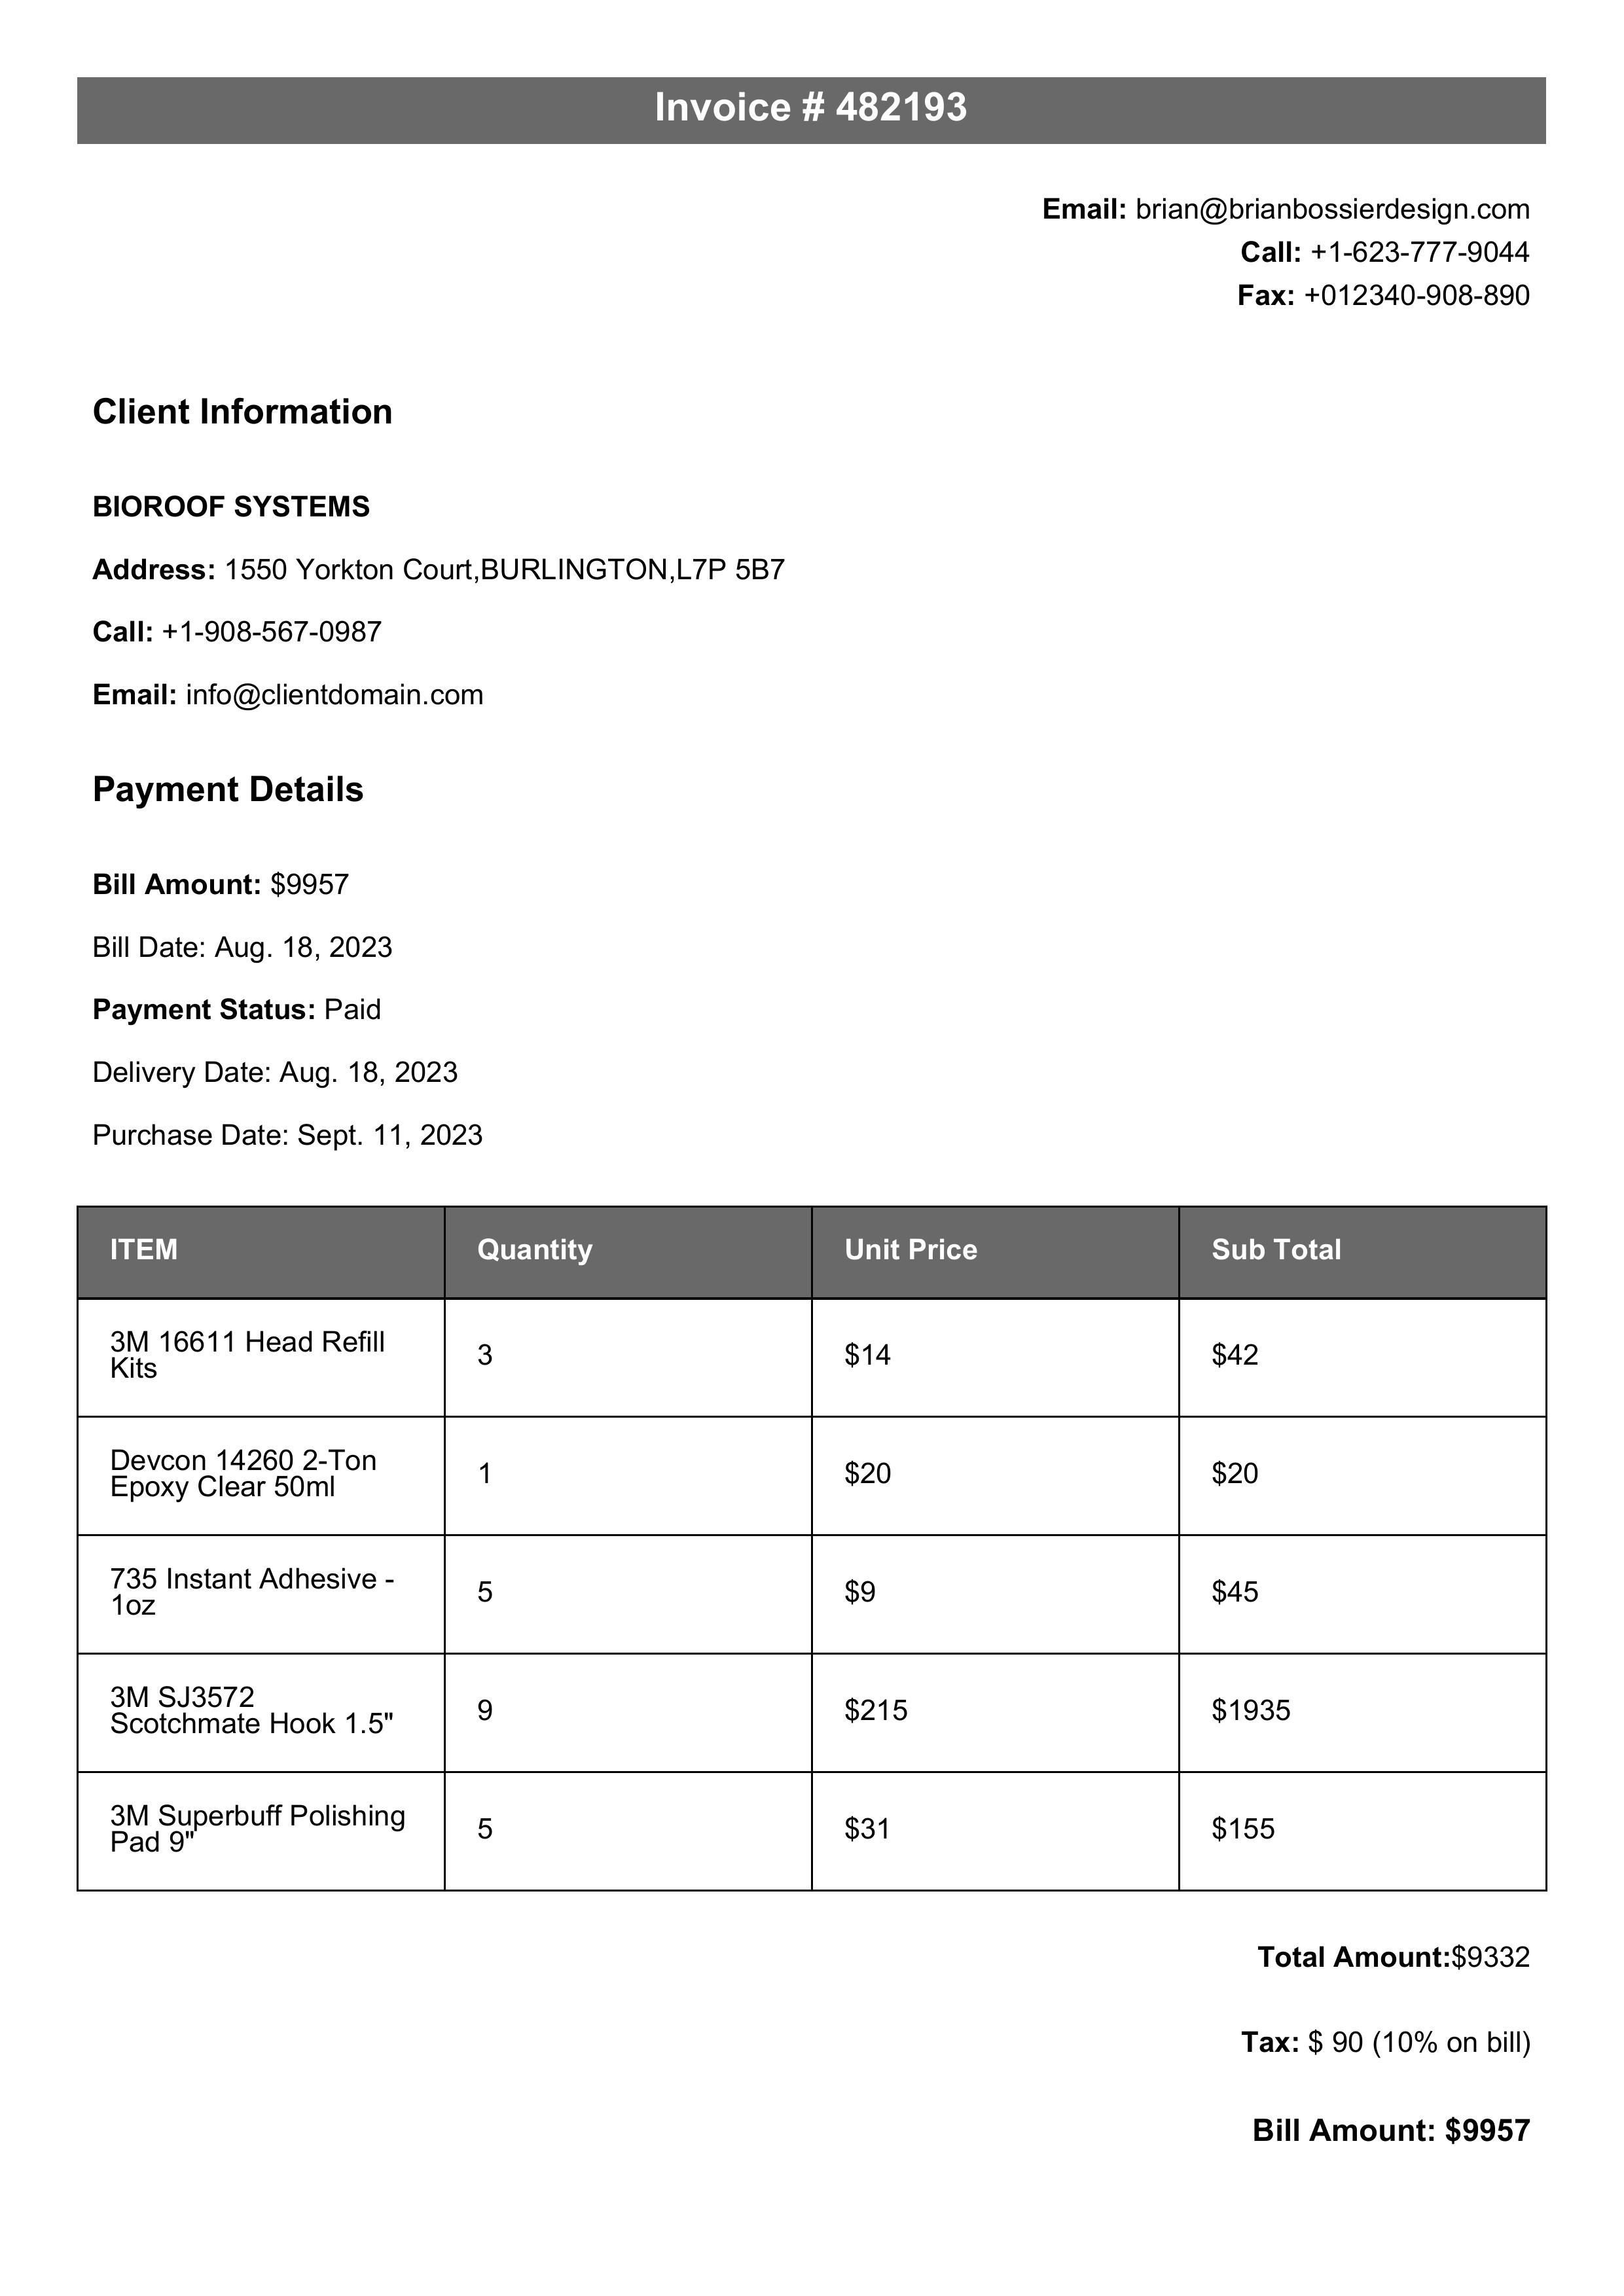 Invoice # 482193
Email: brian@brianbossierdesign.com
Call: +1-623-777-9044
Fax: +012340-908-890
Client Information
BIOROOF SYSTEMS
Address: 1550 Yorkton Court,BURLINGTON,L7P 5B7
Call: +1-908-567-0987
Email: info@clientdomain.com
Payment Details
Bill Amount: $9957
Bill Date: Aug. 18, 2023
Payment Status: Paid
Delivery Date: Aug. 18, 2023
Purchase Date: Sept. 11, 2023
ITEM Quantity Unit Price Sub Total
3M 16611 Head Refill
Kits 3 $14 $42
Devcon 14260 2-Ton
Epoxy Clear 50ml 1 $20 $20
735 Instant Adhesive -
1oz 5 $9 $45
3M SJ3572
Scotchmate Hook 1.5" 9 $215 $1935
3M Superbuff Polishing
Pad 9" 5 $31 $155
Total Amount:$9332
Tax: $ 90 (10% on bill)
Bill Amount: $9957